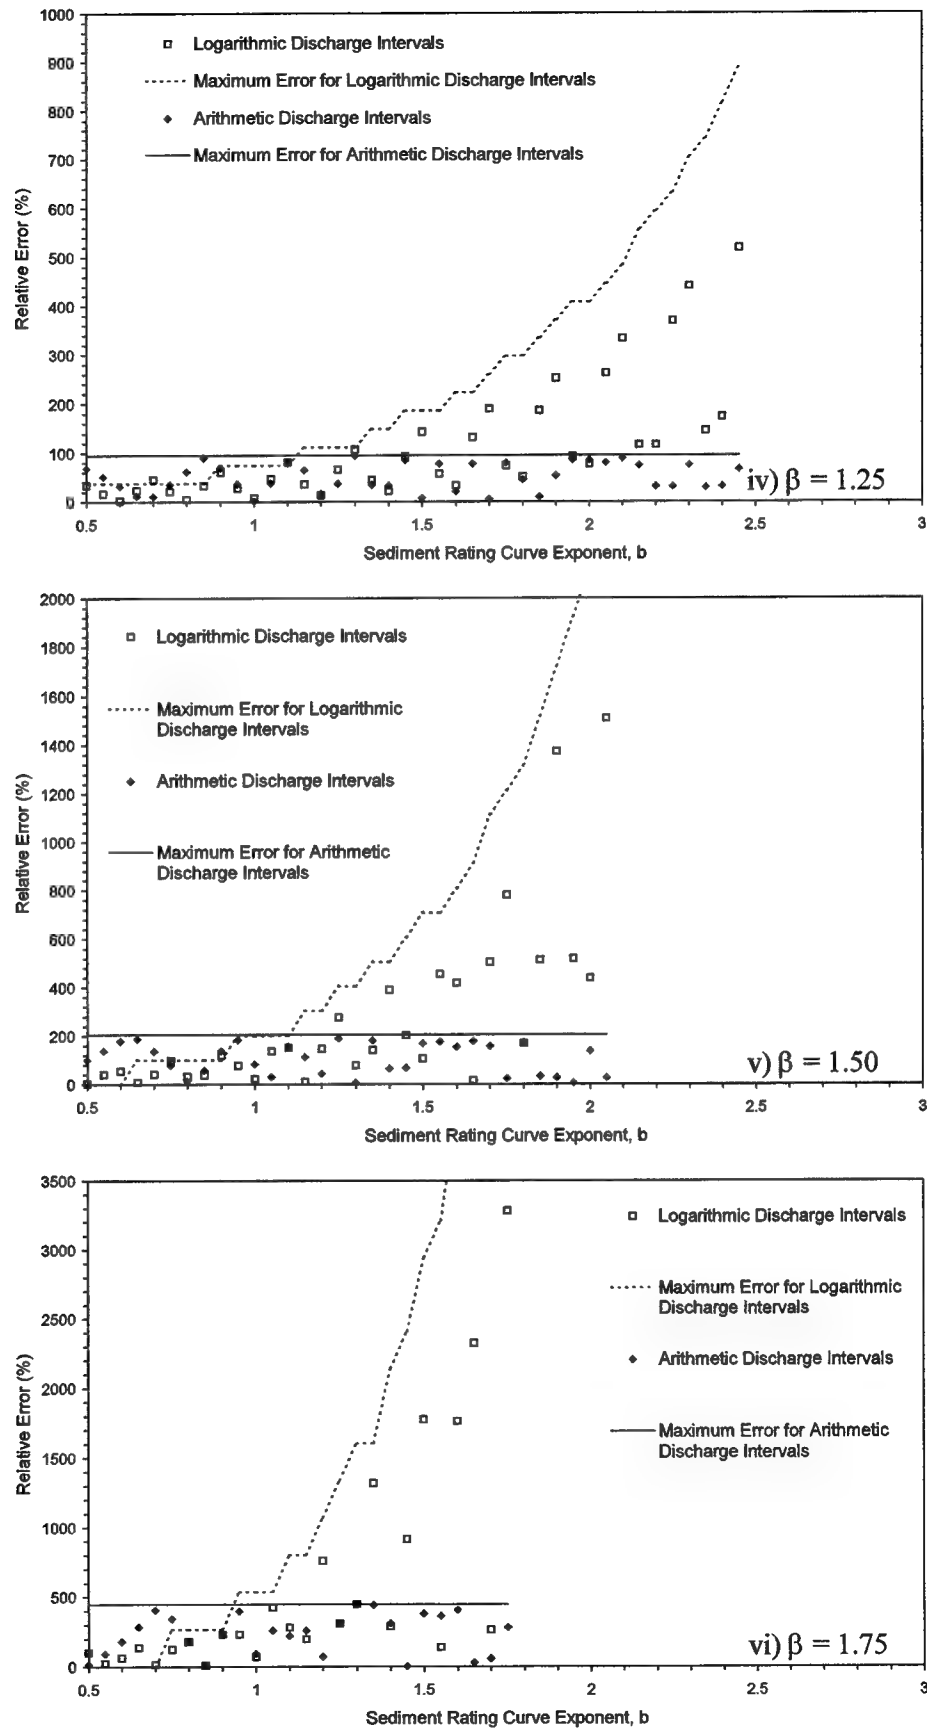 1000
900
800
700
600
500
400
300
200
100
0
Relative Error (%)
Logarithmic Discharge Intervals
Maximum Error for Logarithmic Discharge Intervals
Arithmetic Discharge Intervals
Maximum Error for Arithmetic Discharge Intervals
iv) β = 1.25
0.5 1 1.5 2 2.5 3
Sediment Rating Curve Exponent, b
2000
1800
1600
1400
1200
1000
800
600
400
200
0
Relative Error (%)
Logarithmic Discharge Intervals
Maximum Error for Logarithmic
Discharge Intervals
Arithmetic Discharge Intervals
Maximum Error for Arithmetic
Discharge Intervals
v) β = 1.50
0.5 1 1.5 2 2.5 3
Sediment Rating Curve Exponent, b
3500
3000
2500
2000
1500
1000
500
0
Relative Error (%)
Logarithmic Discharge Intervals
Maximum Error for Logarithmic
Discharge Intervals
Arithmetic Discharge Intervals
Maximum Error for Arithmetic
Discharge Intervals
vi) β = 1.75
0.5 1 1.5 2 2.5 3
Sediment Rating Curve Exponent, b